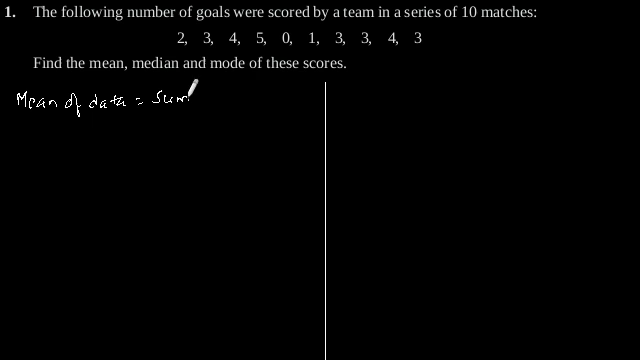 1. The following number of goals were scored by a team in a series of 10 matches:
2, 3, 4, 5, 0, 1, 3, 3, 4, 3
Find the mean, median and mode of these scores.
Mean of data = Sum